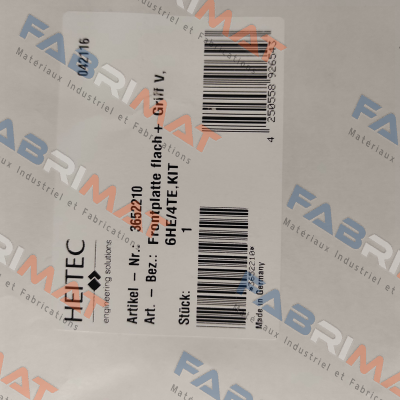 HEITEC
engineering solutions
042116
Artikel - Nr.: 3652210
Art. - Bez.: Frontplatte flach + Griff V,
6HE/4TE.KIT
Stück: 1
4 250558 926543
*3652210*
Made in Germany
FABRIMAT
Materiaux Industriel et Fabrications